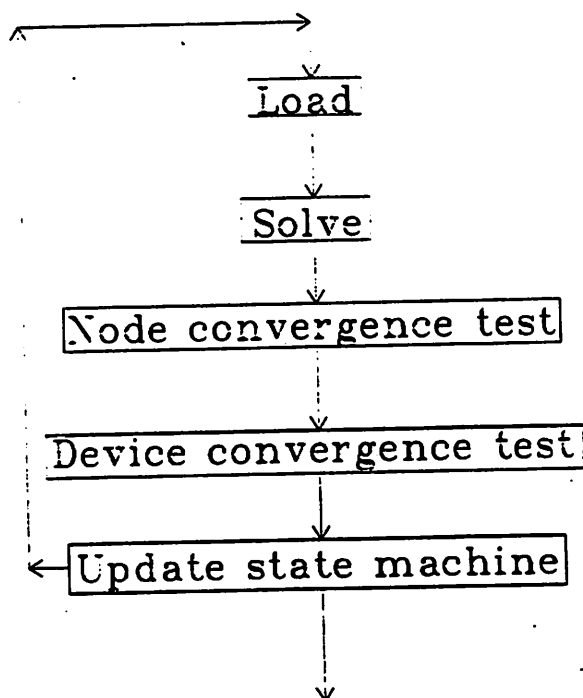 Load
Solve
Node convergence test
Device convergence test
Update state machine